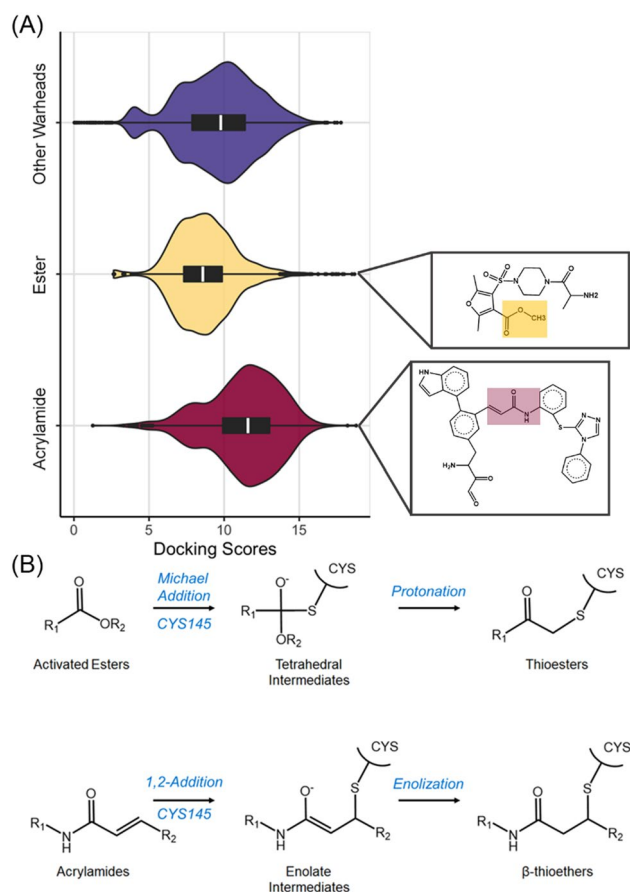 (A)
Other Warheads
Ester
Acrylamide
0 5 10 15
Docking Scores
O O
S
N
N
O
NH2
O
O
O
CH3
HN
O
N
H
S
N
N
N
H2N
O
O
(B)
O
R1 OR2
Activated Esters
Michael
Addition
CYS145
CYS
O-
R1 S
OR2
Tetrahedral
Intermediates
Protonation
CYS
O
R1 S
Thioesters
O
R1 N
H
R2
Acrylamides
1,2-Addition
CYS145
CYS
O- S
R1 N
H
R2
Enolate
Intermediates
Enolization
CYS
O S
R1 N
H
R2
β-thioethers